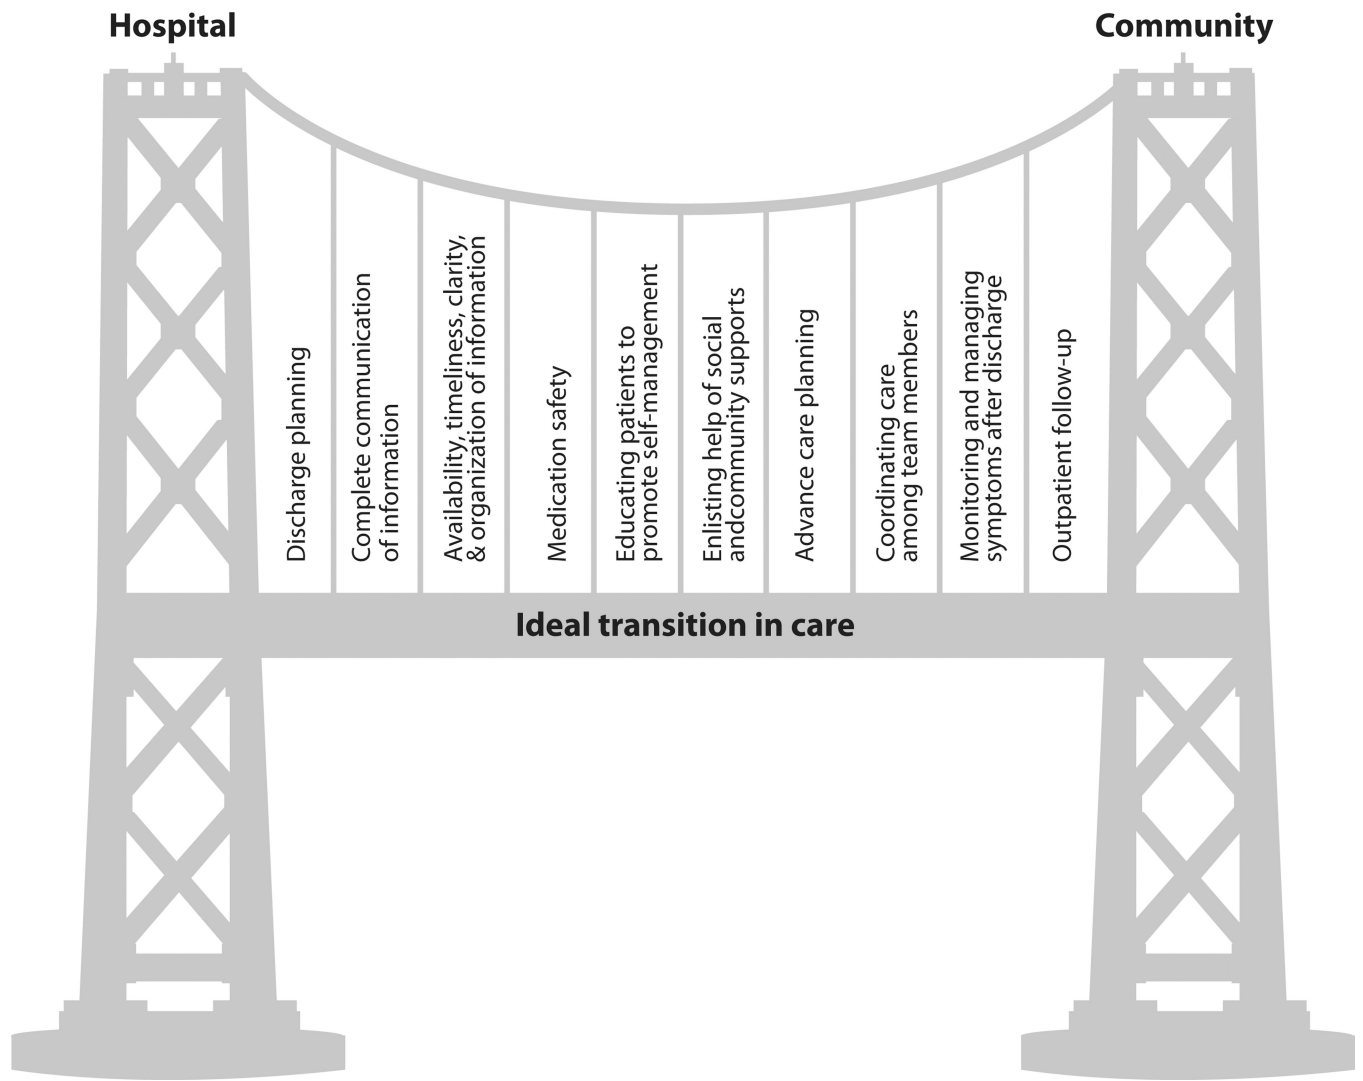 Hospital
Community
Discharge planning
Complete communication
of information
Availability, timeliness, clarity,
& organization of information
Medication safety
Educating patients to
promote self-management
Enlisting help of social
andcommunity supports
Advance care planning
Coordinating care
among team members
Monitoring and managing
symptoms after discharge
Outpatient follow-up
Ideal transition in care